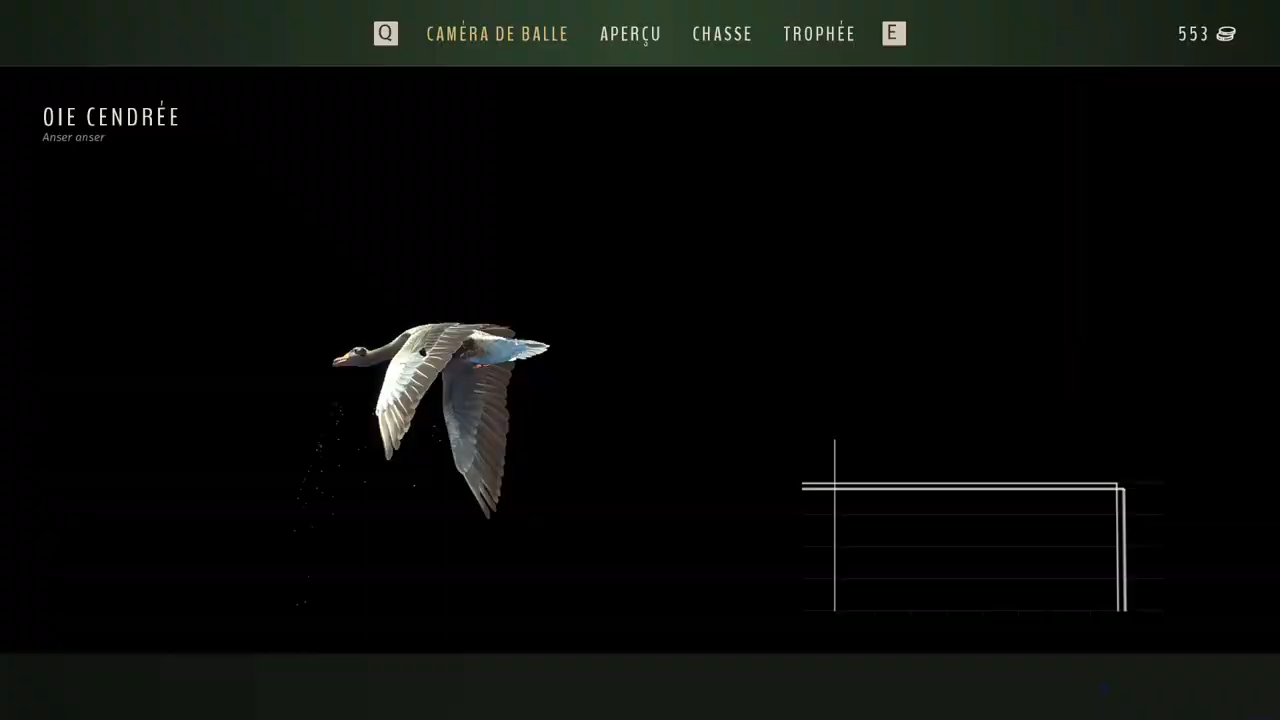 Q CAMÉRA DE BALLE APERÇU CHASSE TROPHÉE E 553
OIE CENDRÉE
Anser anser